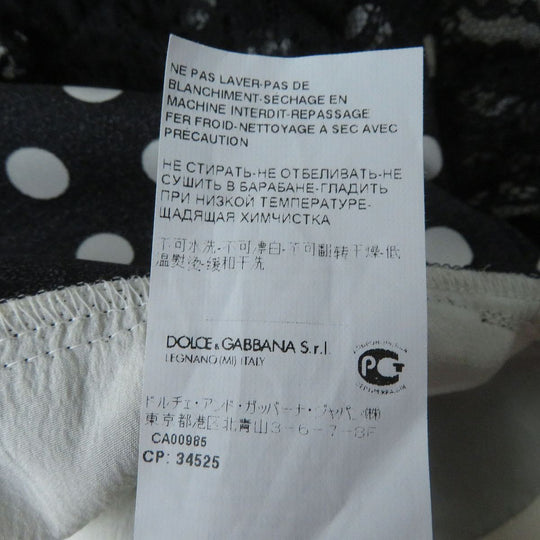 NE PAS LAVER-PAS DE
BLANCHIMENT-SECHAGE EN
MACHINE INTERDIT-REPASSAGE
FER FROID-NETTOYAGE A SEC AVEC
PRECAUTION
НЕ СТИРАТЬ-НЕ ОТБЕЛИВАТЬ-НЕ
СУШИТЬ В БАРАБАНЕ-ГЛАДИТЬ
ПРИ НИЗКОЙ ТЕМПЕРАТУРЕ-
ЩАДЯЩАЯ ХИМЧИСТКА
不可水洗-不可漂白-不可翻转干燥-低
温熨烫-缓和干洗
DOLCE & GABBANA S.r.l.
LEGNANO (MI) ITALY
РСТ
ドルチェ・アンド・ガッバーナ・ジャパン(株)
東京都港区北青山3-6-7-8F
CA00985
CP: 34525